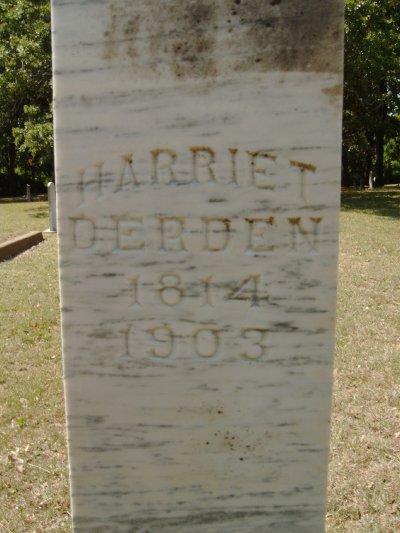 HARRIET
DERDEN
1814
1903